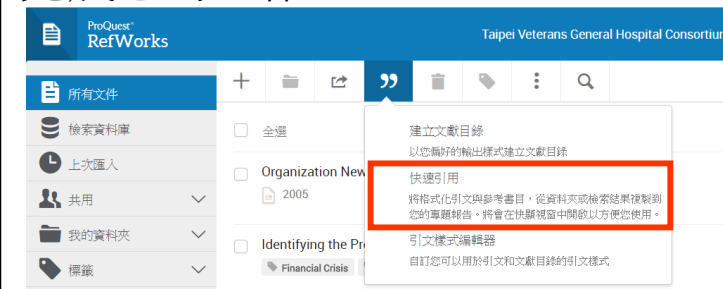 ProQuest®
RefWorks
Taipei Veterans General Hospital Consortium
所有文件
檢索資料庫
上次匯入
共用
我的資料夾
標籤
全選
Organization New
2005
Identifying the Pr
Financial Crisis
建立文獻目錄
以您偏好的輸出樣式建立文獻目錄
快速引用
將格式化引文與參考書目，從資料夾或檢索結果複製到
您的專題報告。將會在快顯視窗中開啟以方便您使用。
引文樣式編輯器
自訂您可以用於引文和文獻目錄的引文樣式